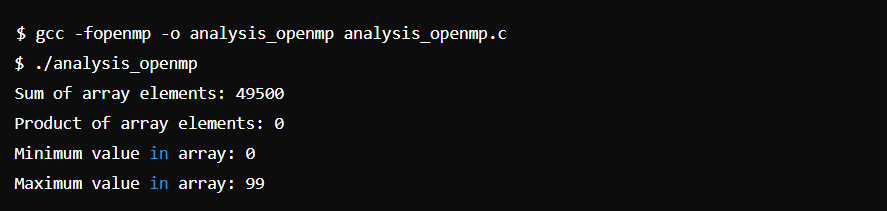 $ gcc -fopenmp -o analysis_openmp analysis_openmp.c
$ ./analysis_openmp
Sum of array elements: 49500
Product of array elements: 0
Minimum value in array: 0
Maximum value in array: 99